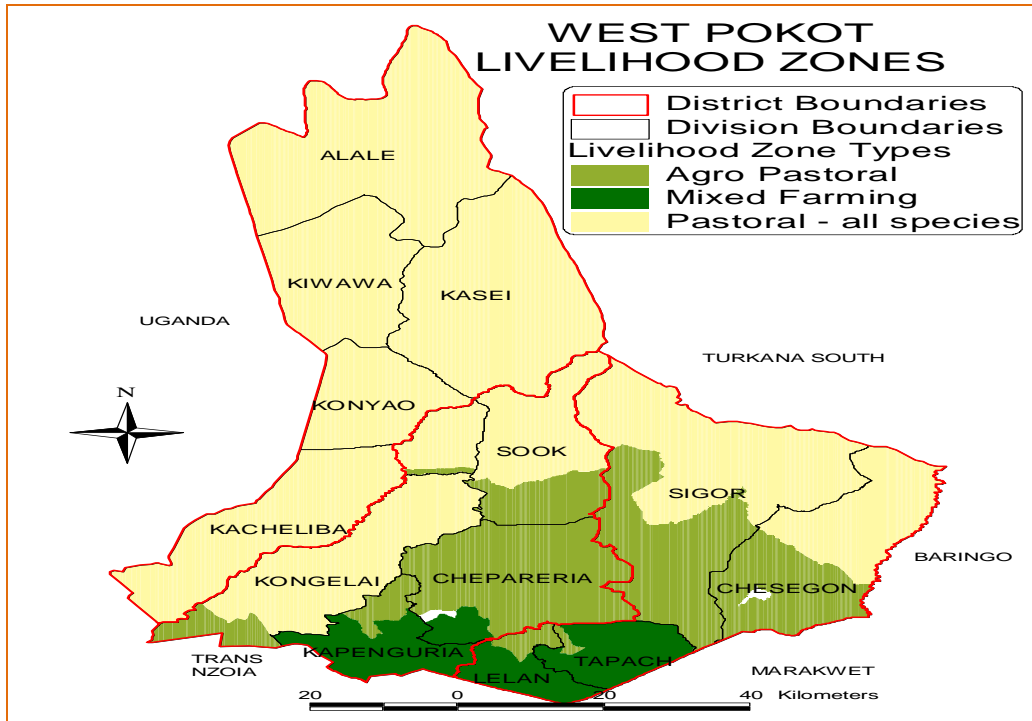 WEST POKOT
LIVELIHOOD ZONES
District Boundaries
Division Boundaries
Livelihood Zone Types
Agro Pastoral
Mixed Farming
Pastoral - all species
ALALE
KIWAWA
KASEI
UGANDA
TURKANA SOUTH
N
KONYAO
SOOK
SIGOR
KACHELIBA
BARINGO
KONGELAI
CHEPARERIA
CHESEGON
KAPENGURIA
TRANS
NZOIA
TAPACH
MARAKWET
LELAN
20 0 20 40 Kilometers